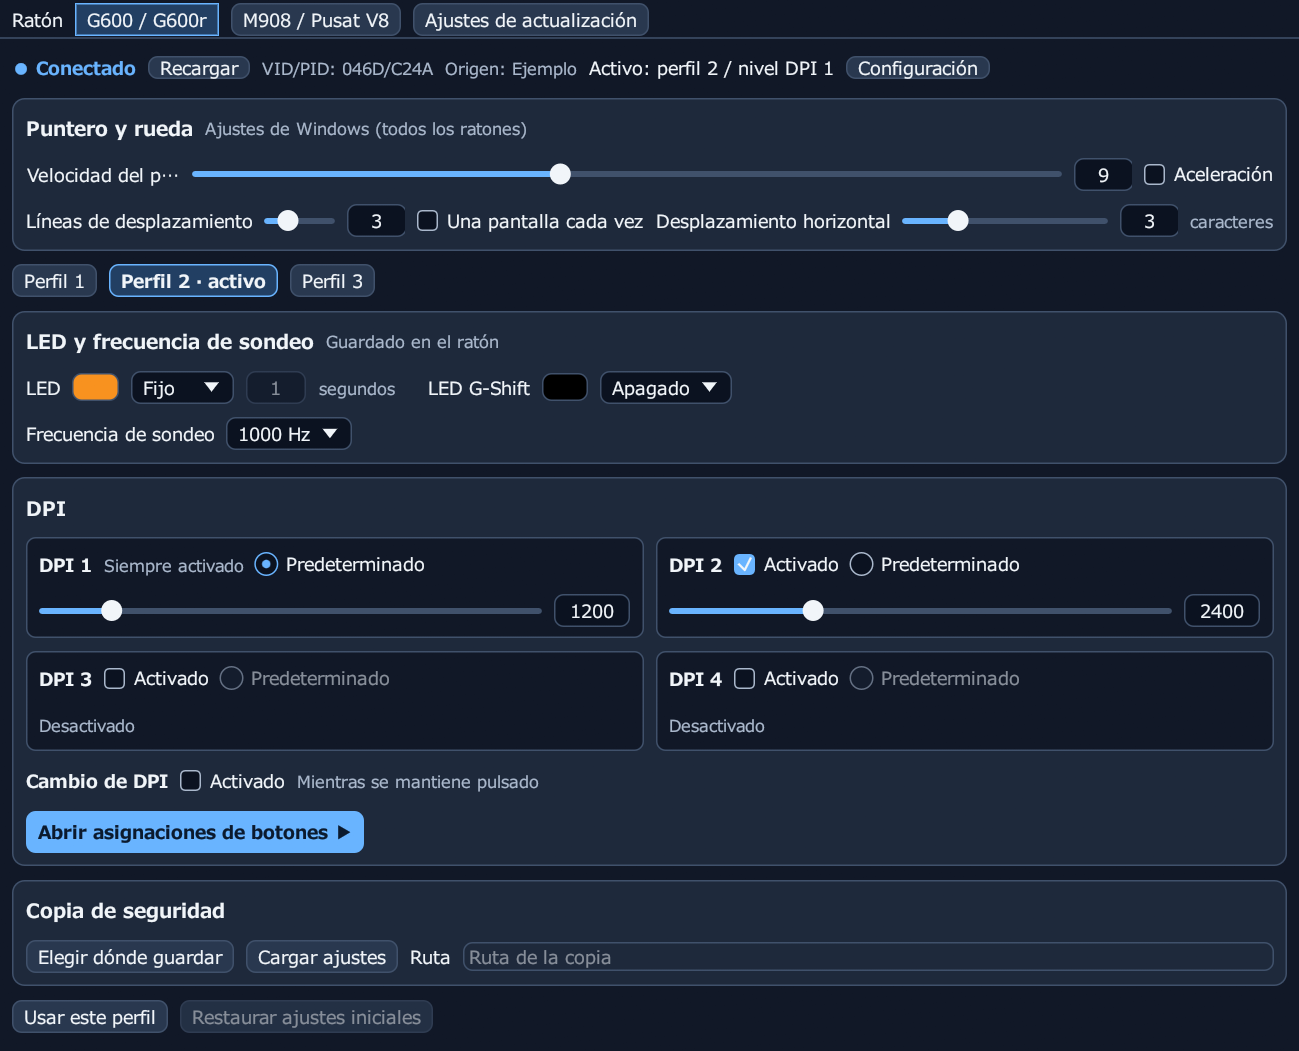 Ratón G600 / G600r M908 / Pusat V8 Ajustes de actualización
Conectado Recargar VID/PID: 046D/C24A Origen: Ejemplo Activo: perfil 2 / nivel DPI 1 Configuración
Puntero y rueda Ajustes de Windows (todos los ratones)
Velocidad del p··· 9 Aceleración
Líneas de desplazamiento 3 Una pantalla cada vez Desplazamiento horizontal 3 caracteres
Perfil 1 Perfil 2 · activo Perfil 3
LED y frecuencia de sondeo Guardado en el ratón
LED Fijo 1 segundos LED G-Shift Apagado
Frecuencia de sondeo 1000 Hz
DPI
DPI 1 Siempre activado Predeterminado
1200
DPI 2 Activado Predeterminado
2400
DPI 3 Activado Predeterminado
Desactivado
DPI 4 Activado Predeterminado
Desactivado
Cambio de DPI Activado Mientras se mantiene pulsado
Abrir asignaciones de botones
Copia de seguridad
Elegir dónde guardar Cargar ajustes Ruta Ruta de la copia
Usar este perfil Restaurar ajustes iniciales